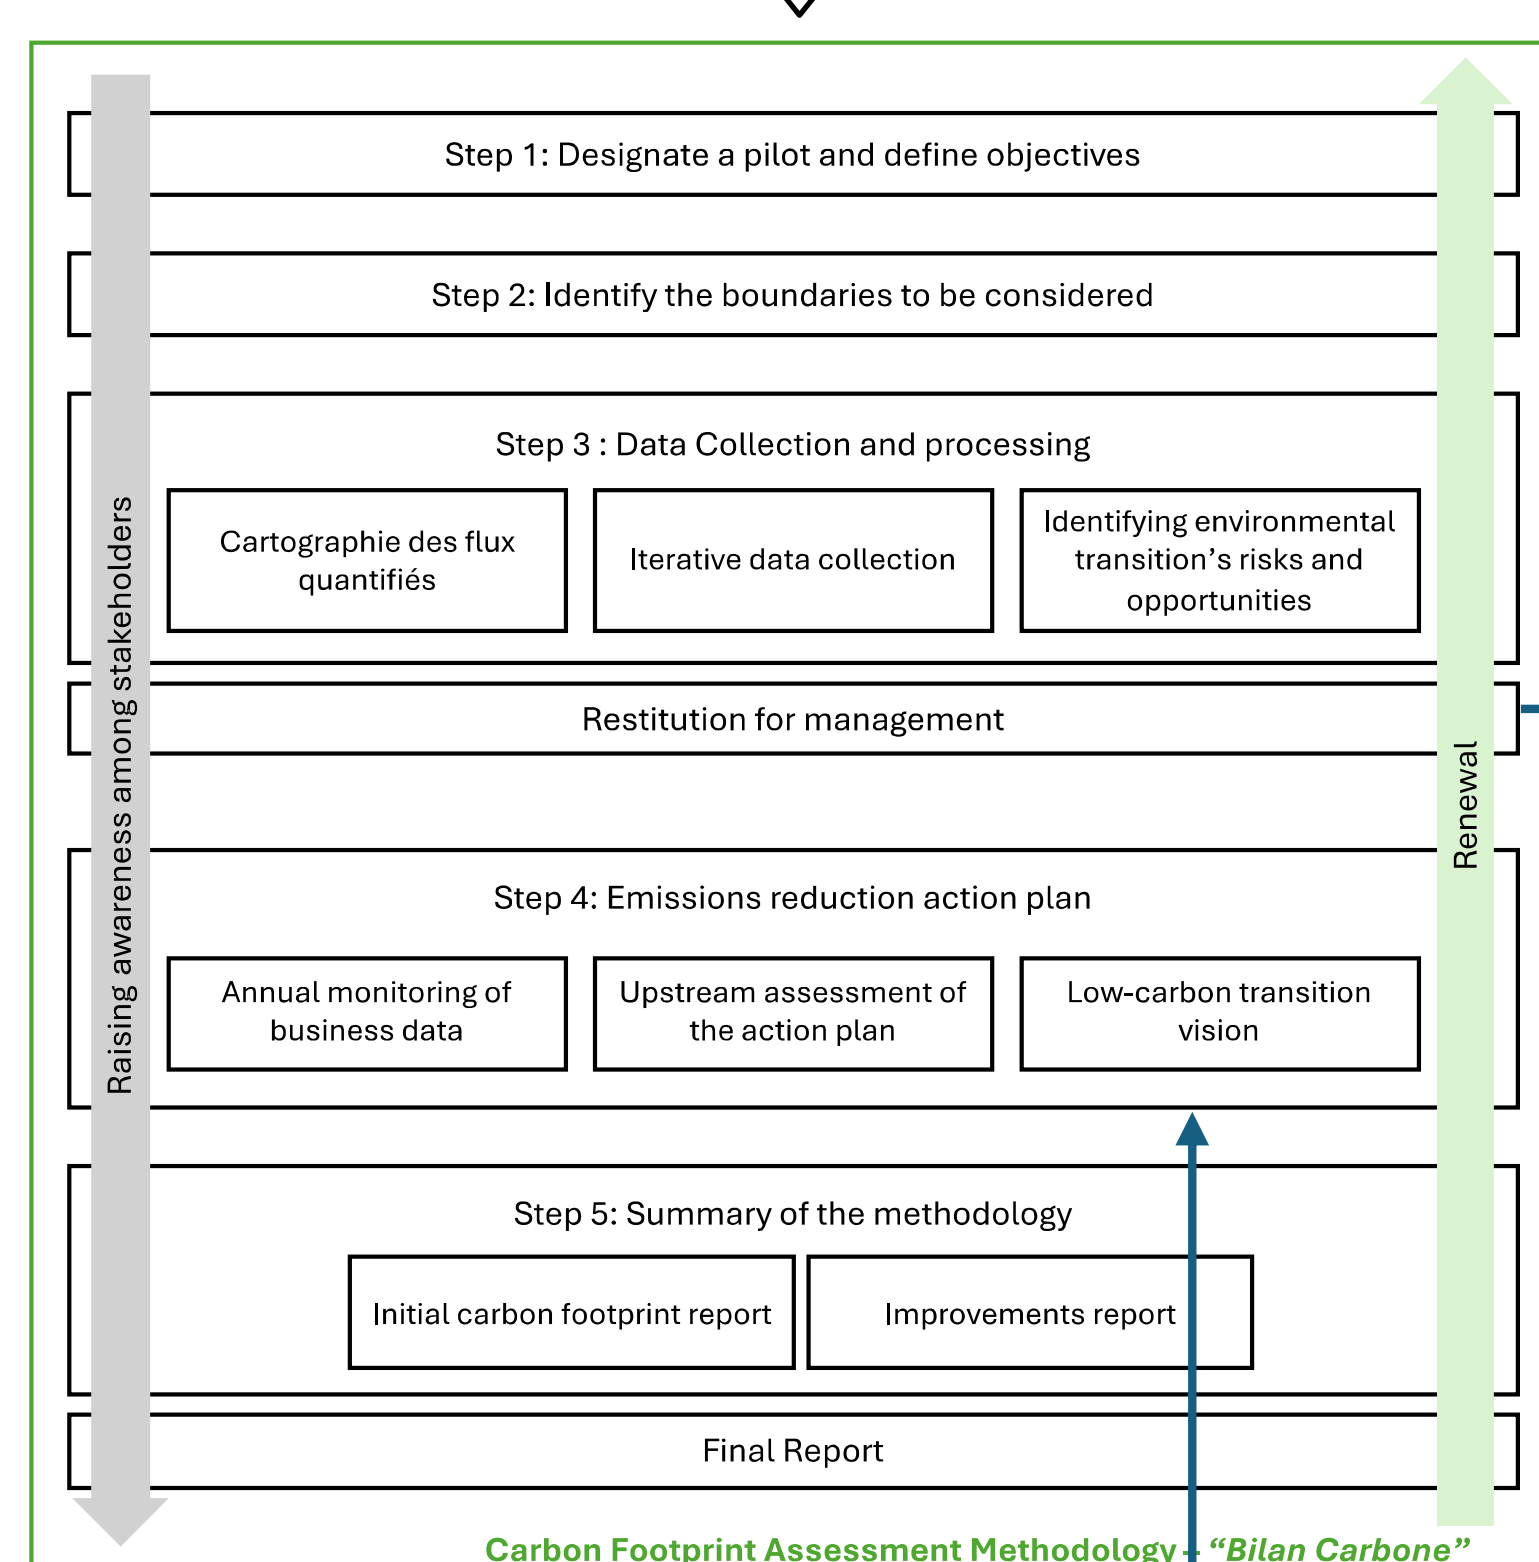 Step 1: Designate a pilot and define objectives
Step 2: Identify the boundaries to be considered
Step 3 : Data Collection and processing
Cartographie des flux
quantifiés
Iterative data collection
Identifying environmental
transition’s risks and
opportunities
Restitution for management
Raising awareness among stakeholders
Renewal
Step 4: Emissions reduction action plan
Annual monitoring of
business data
Upstream assessment of
the action plan
Low-carbon transition
vision
Step 5: Summary of the methodology
Initial carbon footprint report
Improvements report
Final Report
Carbon Footprint Assessment Methodology - “Bilan Carbone”